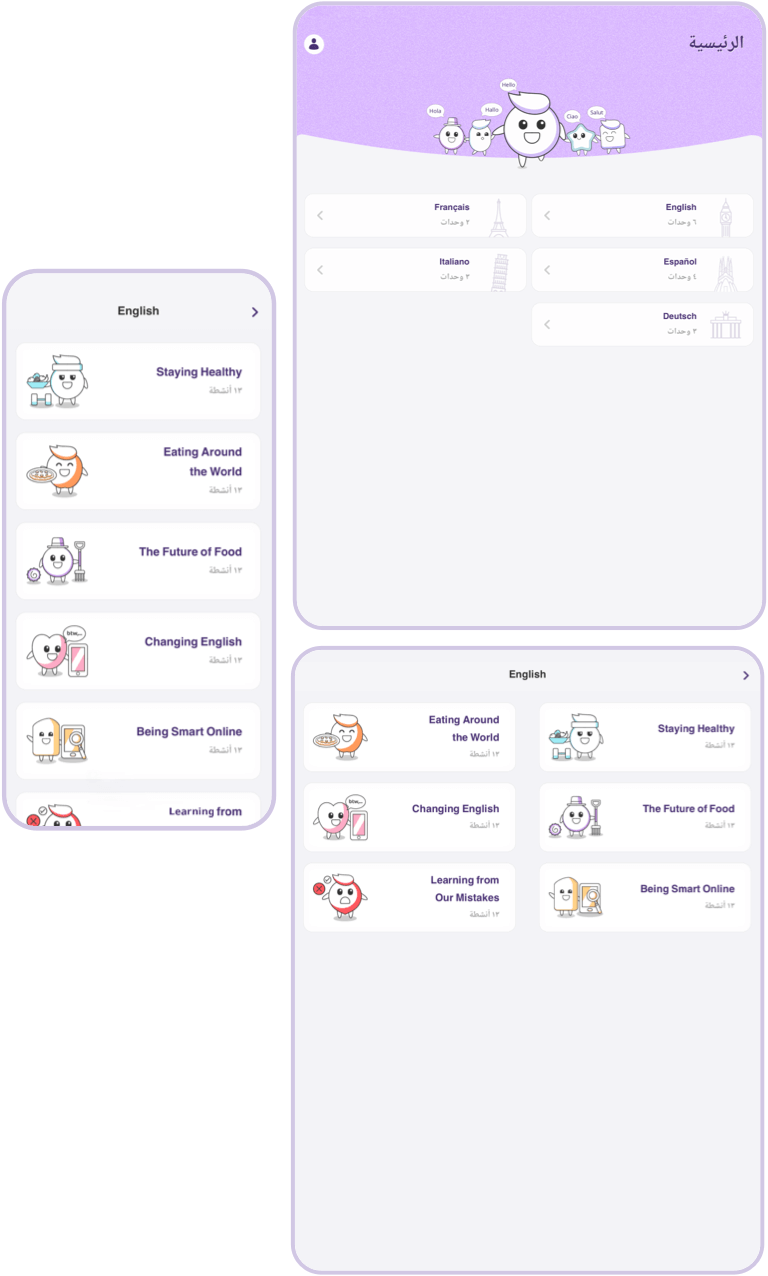 الرئيسية
Hello
Hola
Hallo
Ciao
Salut
English
٦ وحدات
Français
٢ وحدات
Español
٤ وحدات
Italiano
٣ وحدات
Deutsch
٣ وحدات
English
Staying Healthy
١٣ أنشطة
Eating Around
the World
١٣ أنشطة
The Future of Food
١٣ أنشطة
Changing English
btw,...
١٣ أنشطة
Being Smart Online
١٣ أنشطة
Learning from
English
Staying Healthy
١٣ أنشطة
Eating Around
the World
١٣ أنشطة
The Future of Food
١٣ أنشطة
Changing English
btw,...
١٣ أنشطة
Being Smart Online
١٣ أنشطة
Learning from
Our Mistakes
١٣ أنشطة